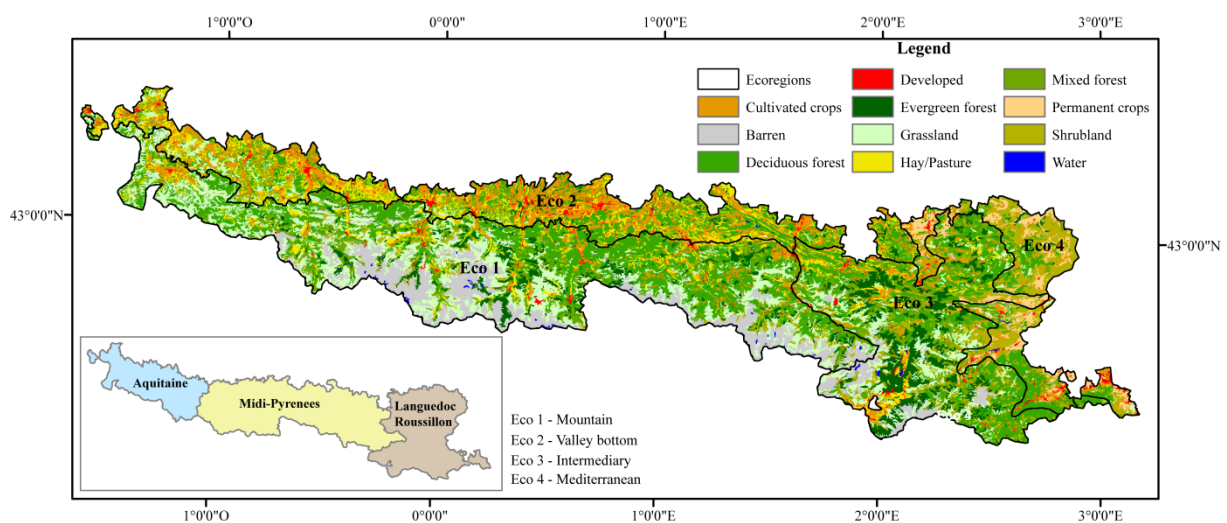 1°0'0"O 0°0'0" 1°0'0"E 2°0'0"E 3°0'0"E
Legend
Ecoregions Developed Mixed forest
Cultivated crops Evergreen forest Permanent crops
Barren Grassland Shrubland
Deciduous forest Hay/Pasture Water
43°0'0"N
43°0'0"N
Eco 2
Eco 4
Eco 1
Eco 3
Aquitaine
Midi-Pyrenees
Languedoc
Roussillon
Eco 1 - Mountain
Eco 2 - Valley bottom
Eco 3 - Intermediary
Eco 4 - Mediterranean
1°0'0"O 0°0'0" 1°0'0"E 2°0'0"E 3°0'0"E